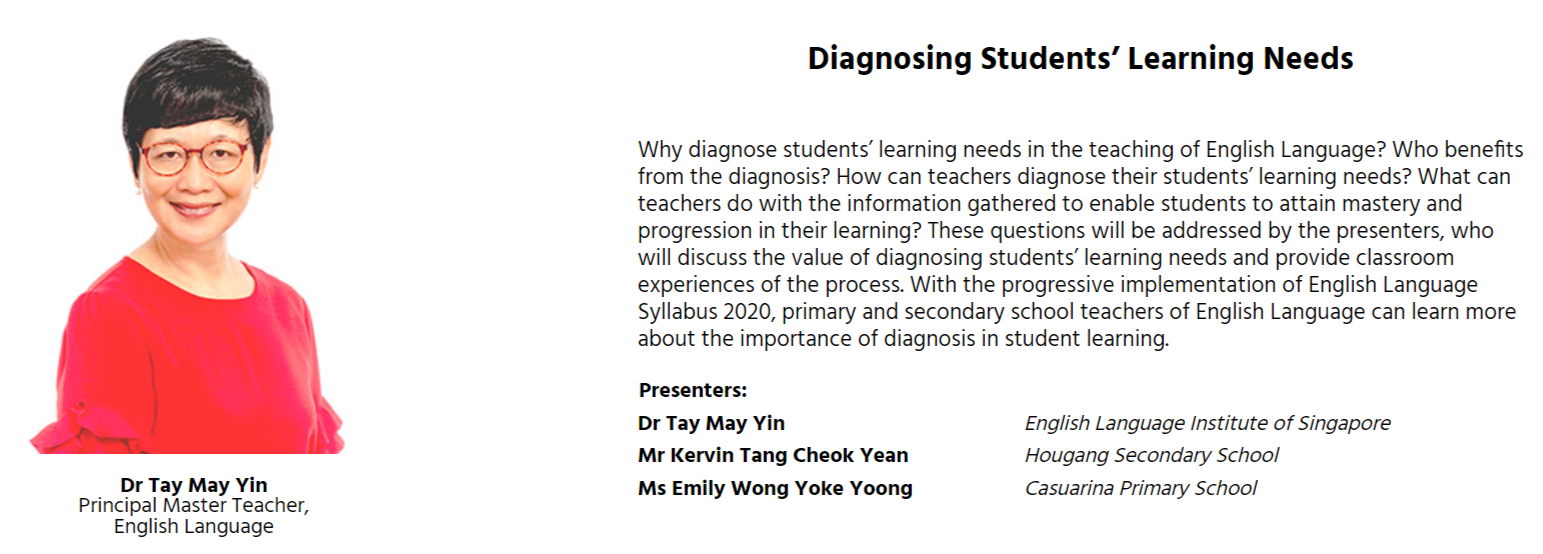 Diagnosing Students’ Learning Needs
Why diagnose students’ learning needs in the teaching of English Language? Who benefits
from the diagnosis? How can teachers diagnose their students’ learning needs? What can
teachers do with the information gathered to enable students to attain mastery and
progression in their learning? These questions will be addressed by the presenters, who
will discuss the value of diagnosing students’ learning needs and provide classroom
experiences of the process. With the progressive implementation of English Language
Syllabus 2020, primary and secondary school teachers of English Language can learn more
about the importance of diagnosis in student learning.
Presenters:
Dr Tay May Yin English Language Institute of Singapore
Mr Kervin Tang Cheok Yean Hougang Secondary School
Ms Emily Wong Yoke Yoong Casuarina Primary School
Dr Tay May Yin
Principal Master Teacher,
English Language